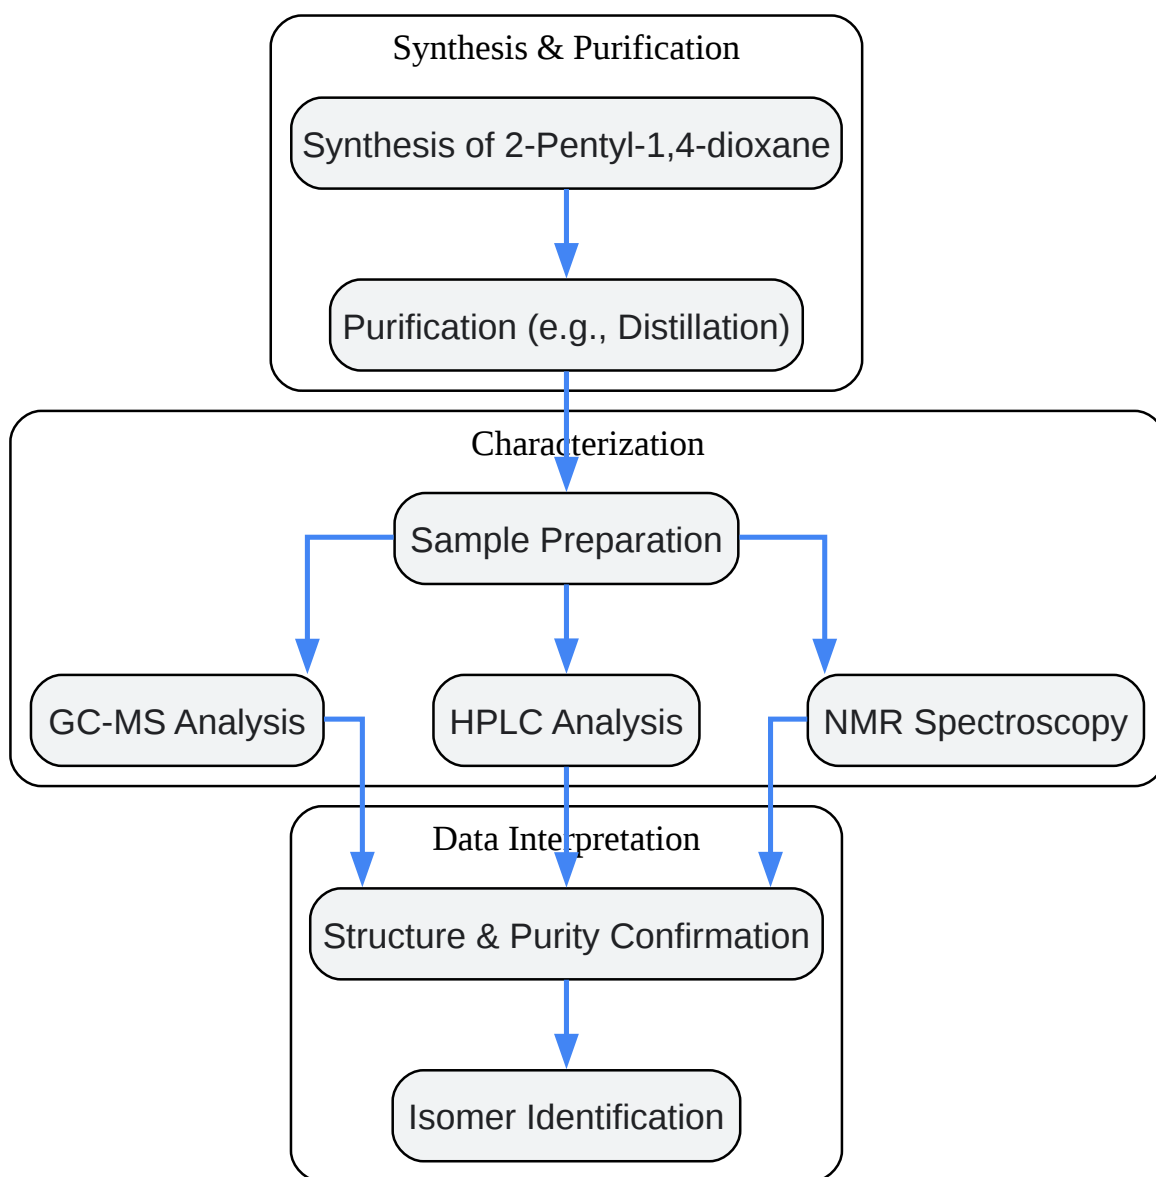 Synthesis & Purification
Synthesis of 2-Pentyl-1,4-dioxane
Purification (e.g., Distillation)
Characterization
Sample Preparation
GC-MS Analysis
HPLC Analysis
NMR Spectroscopy
Data Interpretation
Structure & Purity Confirmation
Isomer Identification